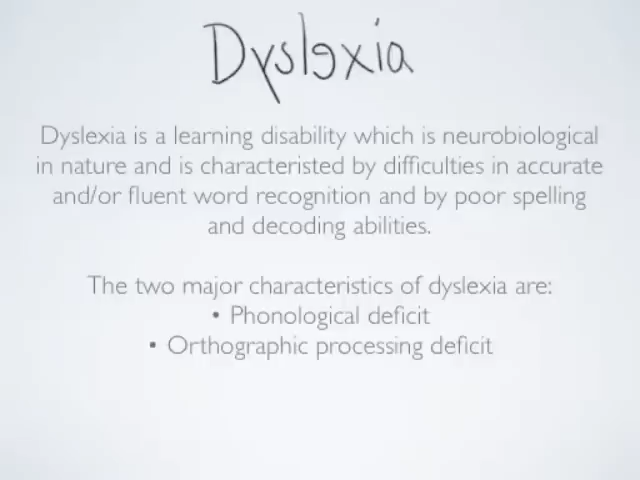 Dyslexia
Dyslexia is a learning disability which is neurobiological
in nature and is characteristed by difficulties in accurate
and/or fluent word recognition and by poor spelling
and decoding abilities.
The two major characteristics of dyslexia are:
• Phonological deficit
• Orthographic processing deficit